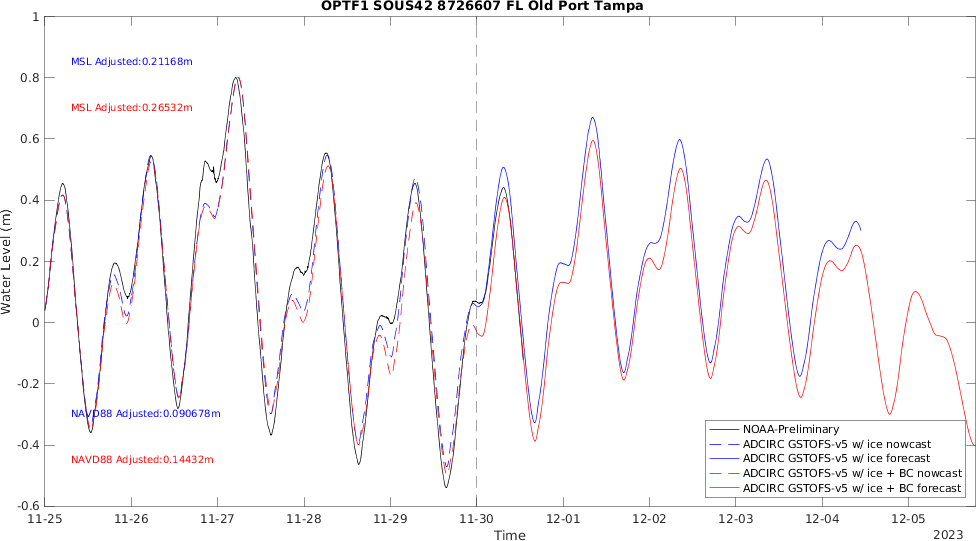 OPTF1 SOUS42 8726607 FL Old Port Tampa
1
0.8
0.6
0.4
0.2
0
-0.2
-0.4
-0.6
Water Level (m)
MSL Adjusted:0.21168m
MSL Adjusted:0.26532m
NAVD88 Adjusted:0.090678m
NAVD88 Adjusted:0.14432m
NOAA-Preliminary
ADCIRC GSTOFS-v5 w/ ice nowcast
ADCIRC GSTOFS-v5 w/ ice forecast
ADCIRC GSTOFS-v5 w/ ice + BC nowcast
ADCIRC GSTOFS-v5 w/ ice + BC forecast
11-25 11-26 11-27 11-28 11-29 11-30 12-01 12-02 12-03 12-04 12-05
Time
2023